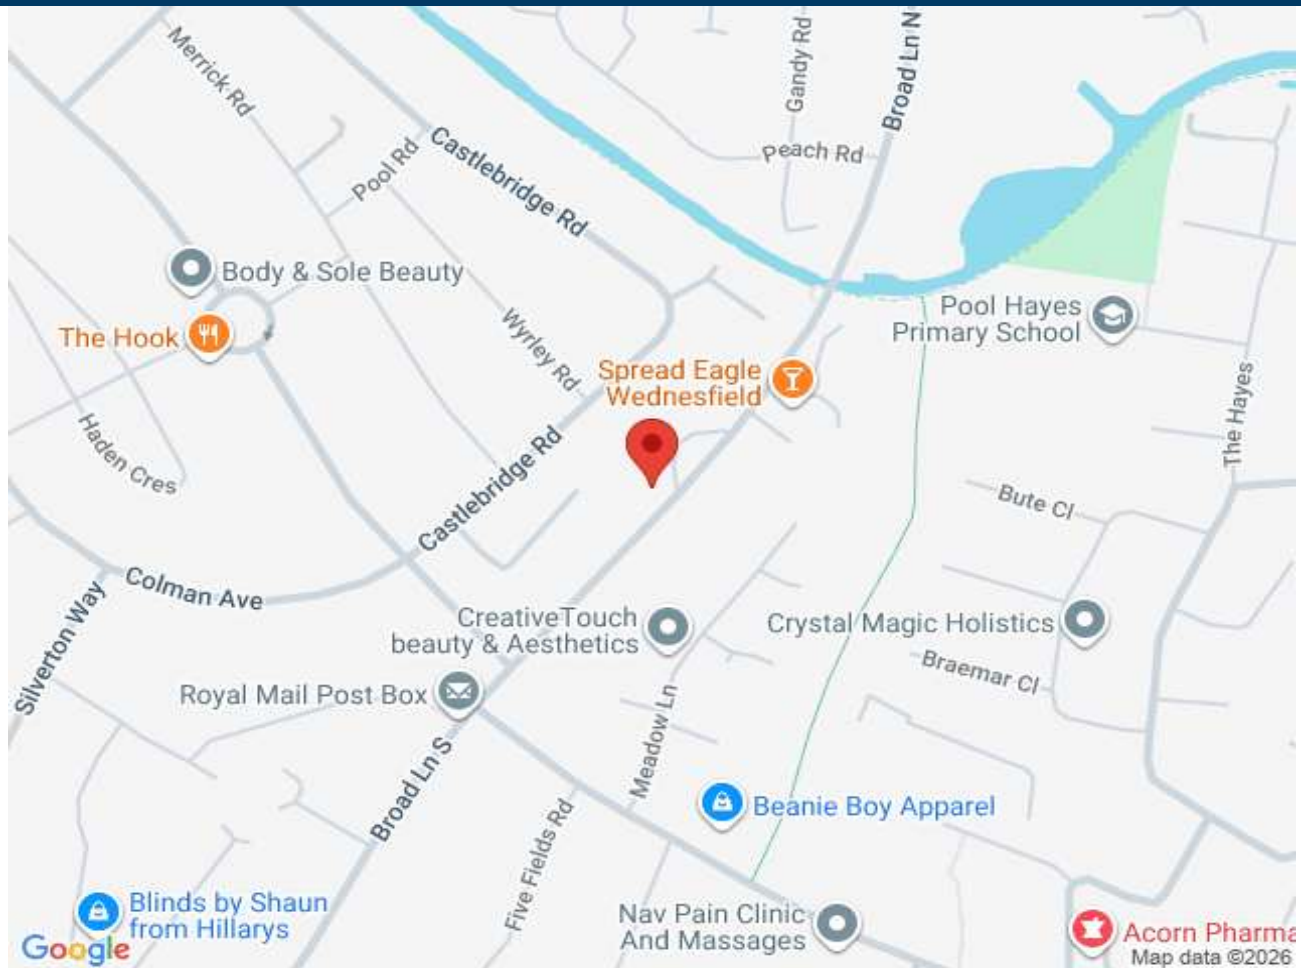 Merrick Rd
Gandy Rd
Broad Ln N
Pool Rd
Castlebridge Rd
Peach Rd
Body & Sole Beauty
The Hook
Wyrley Rd
Pool Hayes
Primary School
Spread Eagle
Wednesfield
Haden Cres
The Hayes
Castlebridge Rd
Bute Cl
Colman Ave
Silverton Way
CreativeTouch
beauty & Aesthetics
Crystal Magic Holistics
Braemar Cl
Royal Mail Post Box
Meadow Ln
Broad Ln S
Beanie Boy Apparel
Five Fields Rd
Blinds by Shaun
from Hillarys
Nav Pain Clinic
And Massages
Acorn Pharma
Google
Map data ©2026